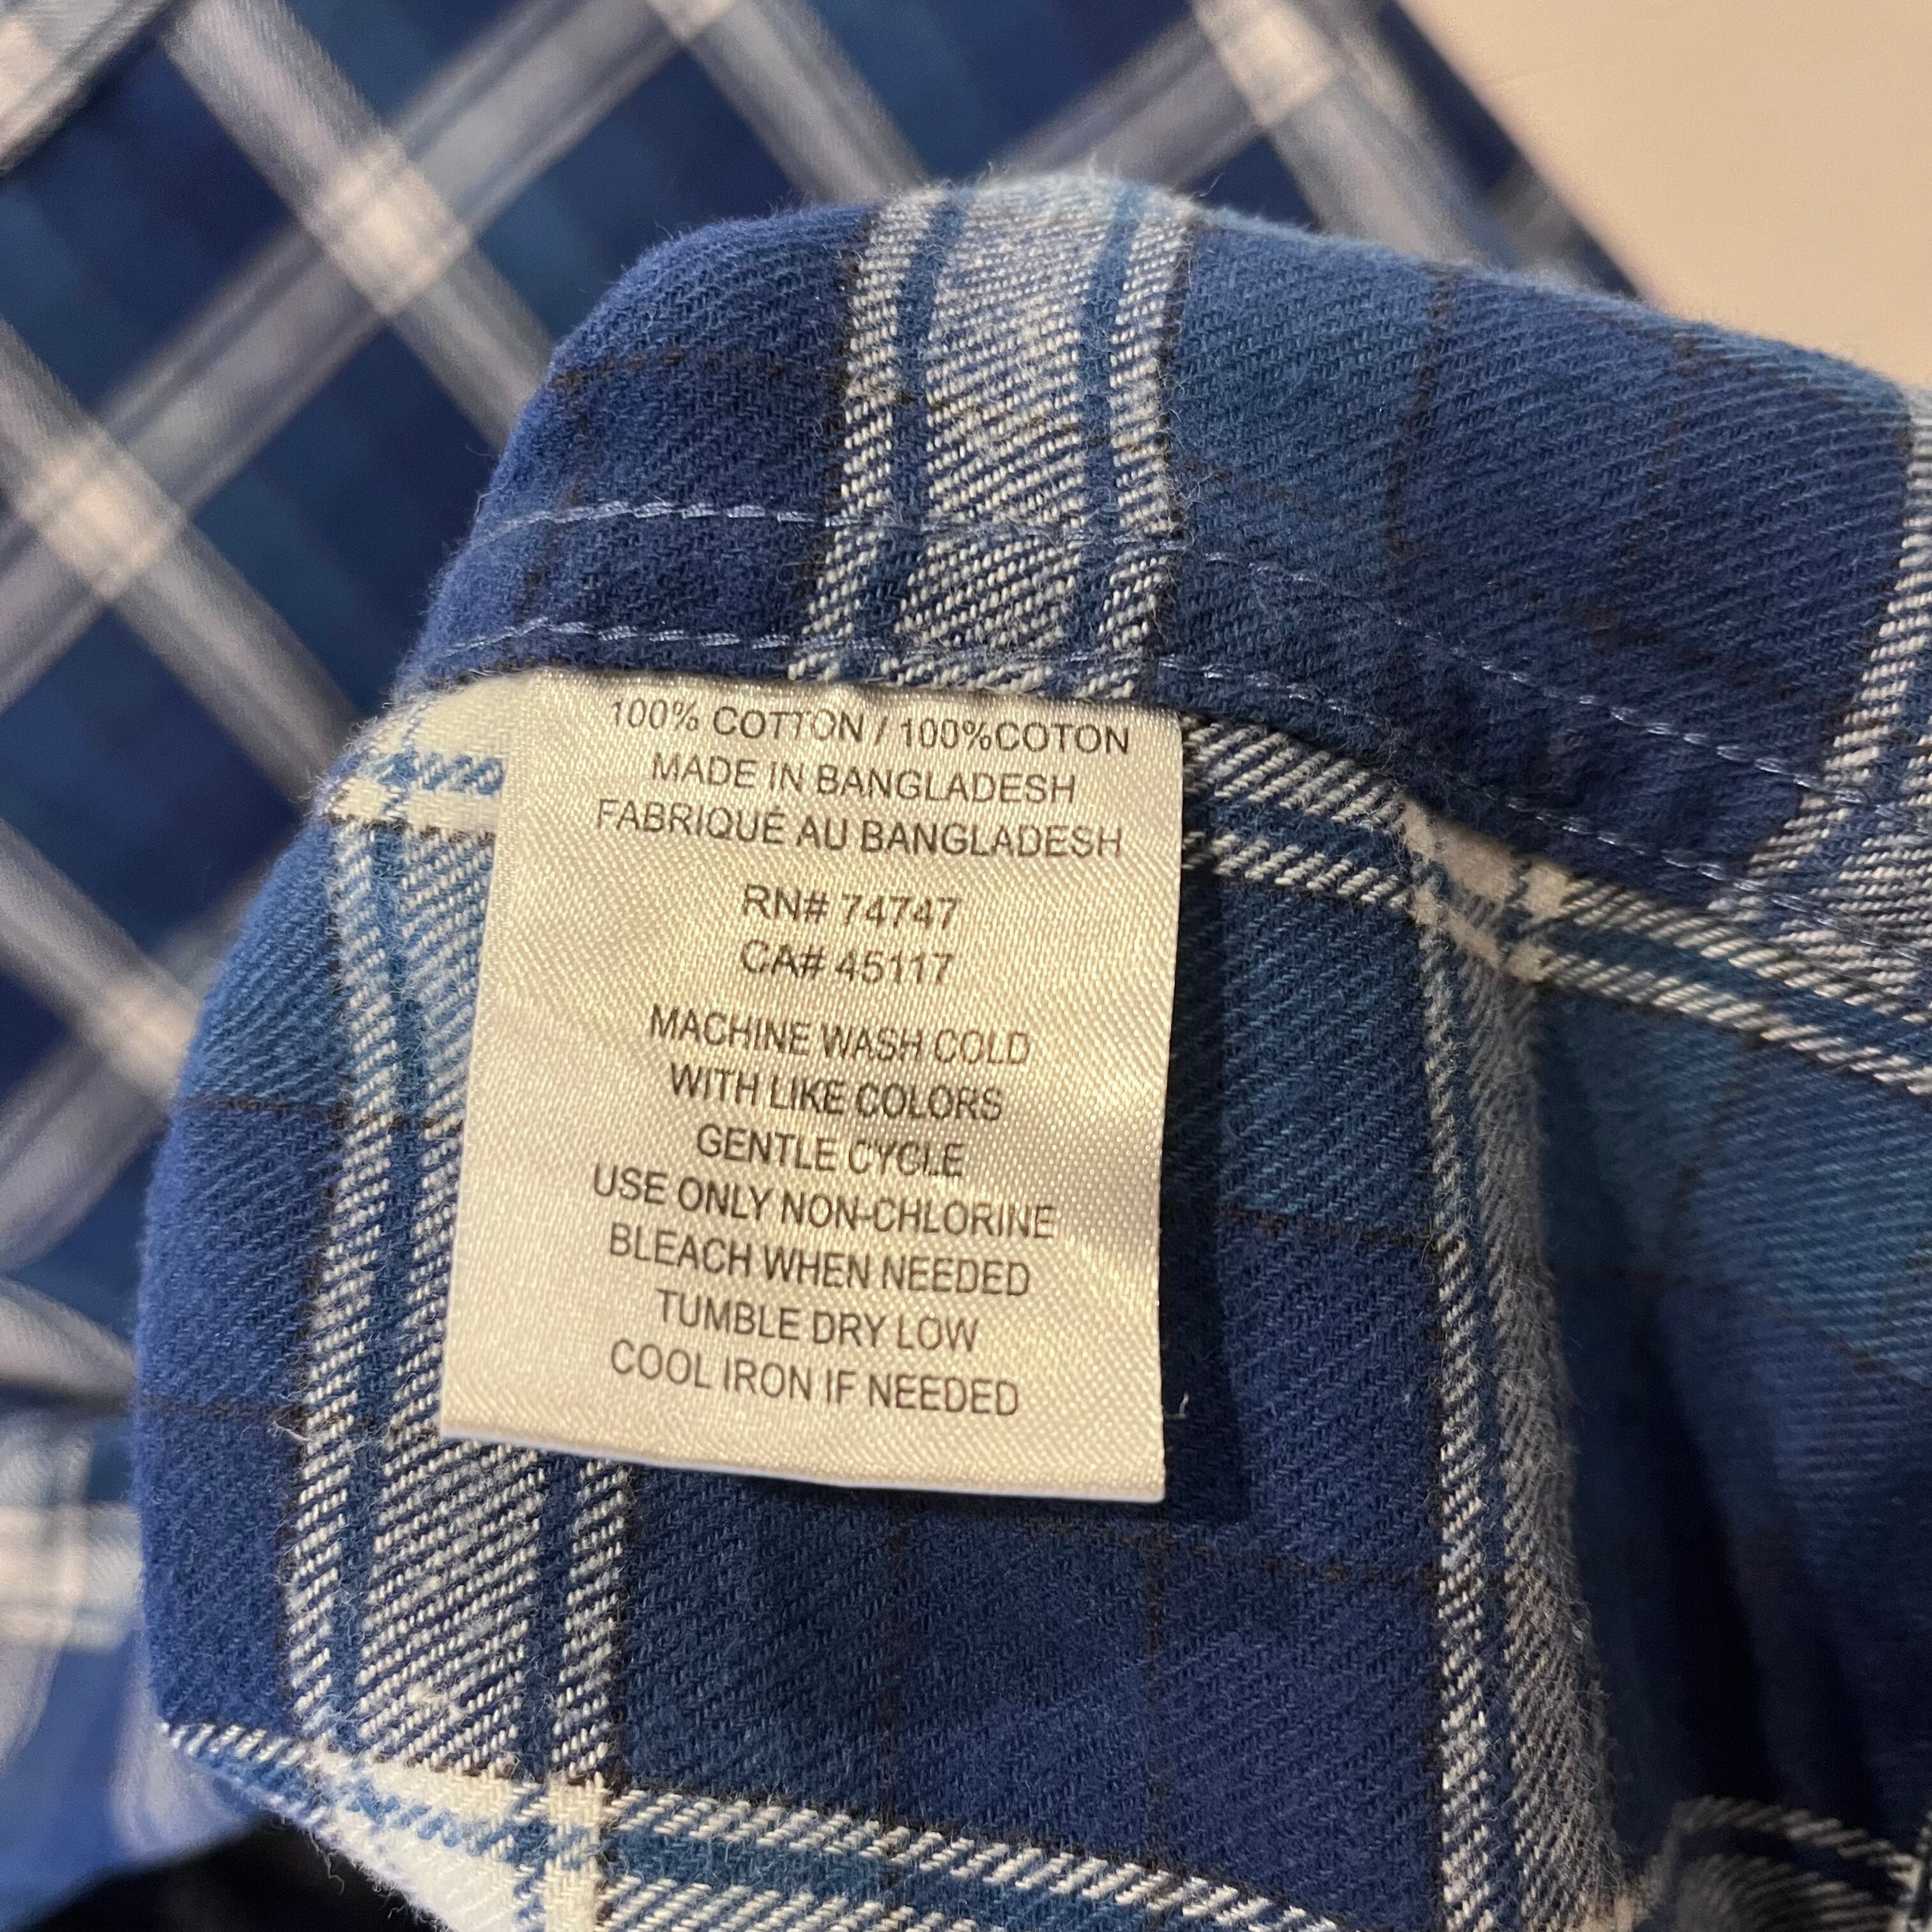 100% COTTON / 100%COTON
MADE IN BANGLADESH
FABRIQUÉ AU BANGLADESH
RN# 74747
CA# 45117
MACHINE WASH COLD
WITH LIKE COLORS
GENTLE CYCLE
USE ONLY NON-CHLORINE
BLEACH WHEN NEEDED
TUMBLE DRY LOW
COOL IRON IF NEEDED